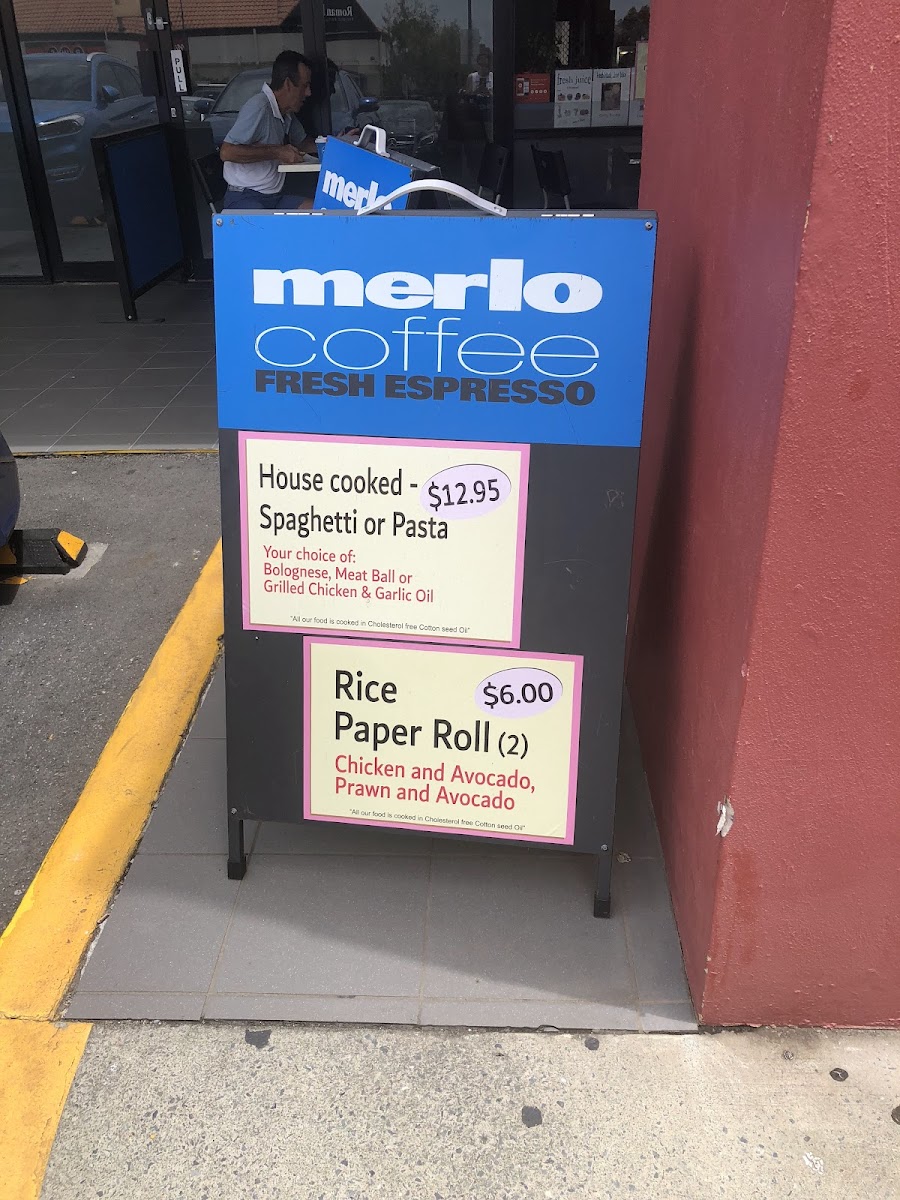 PULL
Roman
fresh juice
merlo
merlo
coffee
FRESH ESPRESSO
House cooked - $12.95
Spaghetti or Pasta
Your choice of:
Bolognese, Meat Ball or
Grilled Chicken & Garlic Oil
"All our food is cooked in Cholesterol free Cotton seed Oil"
Rice $6.00
Paper Roll (2)
Chicken and Avocado,
Prawn and Avocado
"All our food is cooked in Cholesterol free Cotton seed Oil"